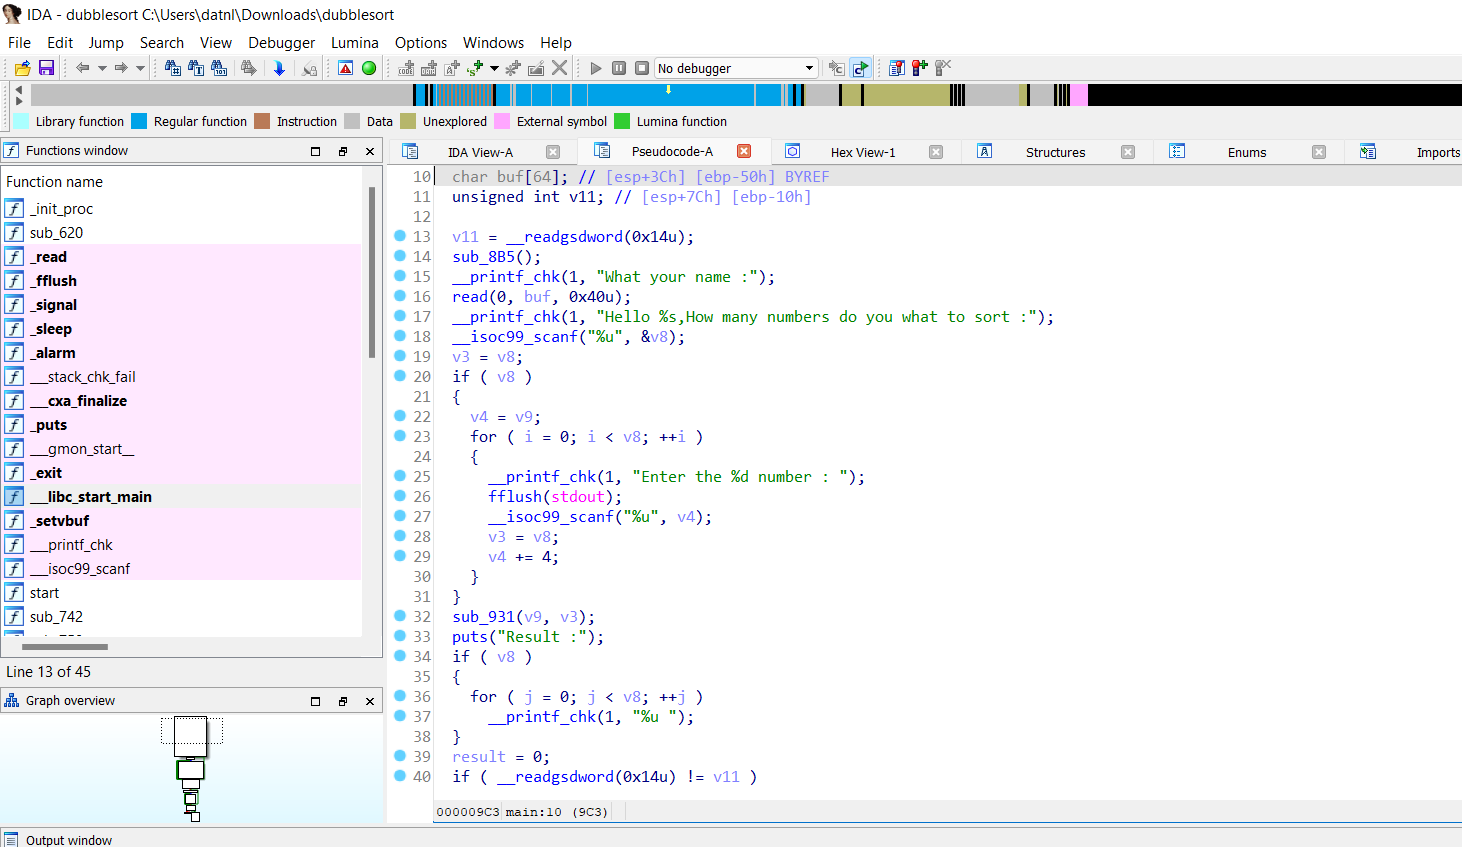 IDA - dubblesort C:\Users\datnl\Downloads\dubblesort
File Edit Jump Search View Debugger Lumina Options Windows Help
No debugger
Library function Regular function Instruction Data Unexplored External symbol Lumina function
Functions window
Function name
_init_proc
sub_620
_read
_fflush
_signal
_sleep
_alarm
___stack_chk_fail
___cxa_finalize
_puts
__gmon_start__
_exit
___libc_start_main
_setvbuf
___printf_chk
___isoc99_scanf
start
sub_742
Line 13 of 45
Graph overview
IDA View-A Pseudocode-A Hex View-1 Structures Enums Imports
10 char buf[64]; // [esp+3Ch] [ebp-50h] BYREF
11 unsigned int v11; // [esp+7Ch] [ebp-10h]
12
13 v11 = __readgsdword(0x14u);
14 sub_8B5();
15 __printf_chk(1, "What your name :");
16 read(0, buf, 0x40u);
17 __printf_chk(1, "Hello %s,How many numbers do you what to sort :");
18 __isoc99_scanf("%u", &v8);
19 v3 = v8;
20 if ( v8 )
21 {
22 v4 = v9;
23 for ( i = 0; i < v8; ++i )
24 {
25 __printf_chk(1, "Enter the %d number : ");
26 fflush(stdout);
27 __isoc99_scanf("%u", v4);
28 v3 = v8;
29 v4 += 4;
30 }
31 }
32 sub_931(v9, v3);
33 puts("Result :");
34 if ( v8 )
35 {
36 for ( j = 0; j < v8; ++j )
37 __printf_chk(1, "%u ");
38 }
39 result = 0;
40 if ( __readgsdword(0x14u) != v11 )
000009C3 main:10 (9C3)
Output window